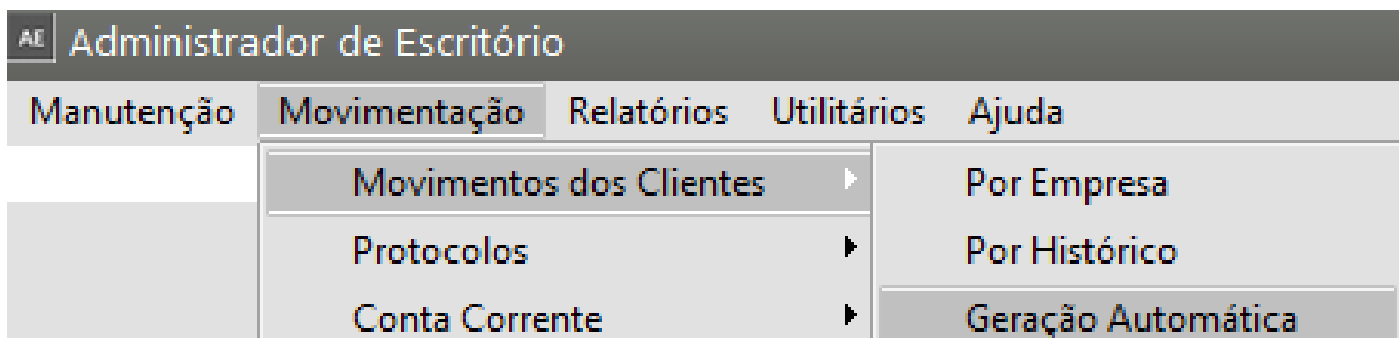 AE Administrador de Escritório
Manutenção Movimentação Relatórios Utilitários Ajuda
Movimentos dos Clientes Por Empresa
Protocolos Por Histórico
Conta Corrente Geração Automática